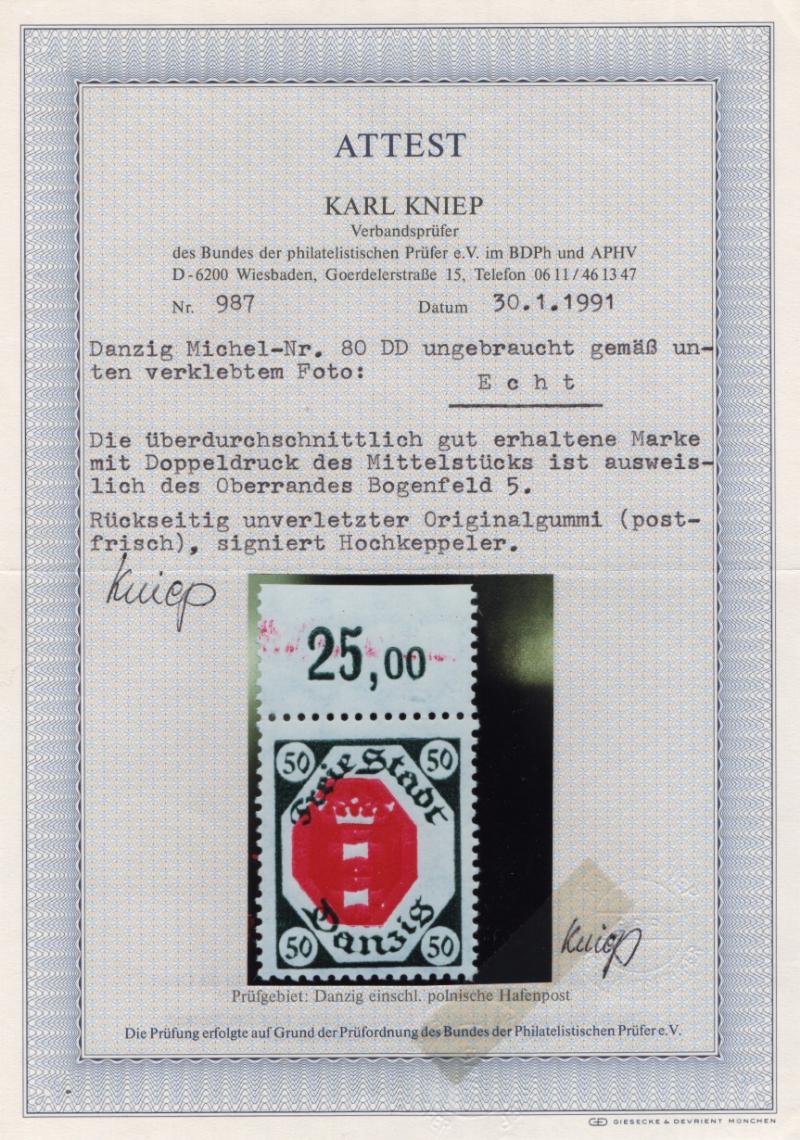 ATTEST
KARL KNIEP
Verbandsprüfer
des Bundes der philatelistischen Prüfer e.V. im BDPh und APHV
D-6200 Wiesbaden, Goerdelerstraße 15, Telefon 06 11/46 13 47
Nr. 987 Datum 30.1.1991
Danzig Michel-Nr. 80 DD ungebraucht gemäß un-
ten verklebtem Foto:
E c h t
Die überdurchschnittlich gut erhaltene Marke
mit Doppeldruck des Mittelstücks ist ausweis-
lich des Oberrandes Bogenfeld 5.
Rückseitig unverletzter Originalgummi (post-
frisch), signiert Hochkeppeler.
Kniep
25,00
50 50
Freie Stadt
Danzig
50 50
Kniep
Prüfgebiet: Danzig einschl. polnische Hafenpost
Die Prüfung erfolgte auf Grund der Prüfordnung des Bundes der Philatelistischen Prüfer e.V.
GIESECKE & DEVRIENT MÜNCHEN